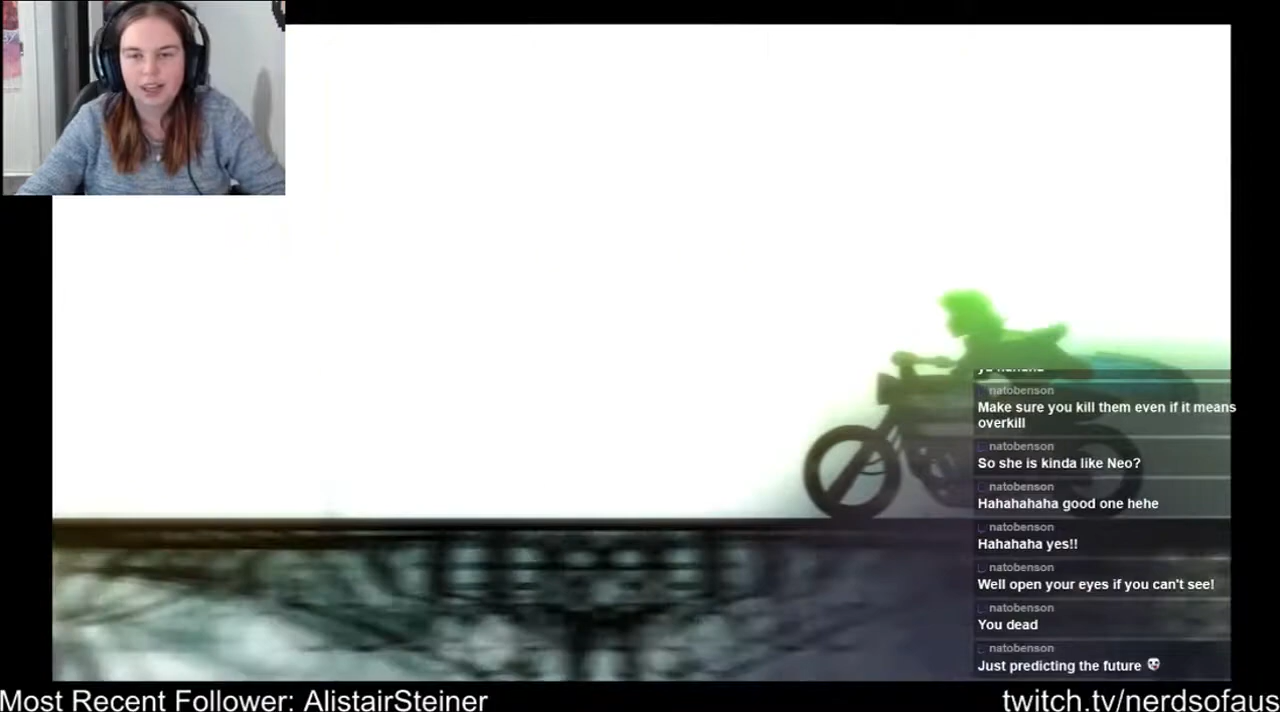 natobenson
Make sure you kill them even if it means
overkill
natobenson
So she is kinda like Neo?
natobenson
Hahahahaha good one hehe
natobenson
Hahahaha yes!!
natobenson
Well open your eyes if you can't see!
natobenson
You dead
natobenson
Just predicting the future
Most Recent Follower: AlistairSteiner
twitch.tv/nerdsofaus